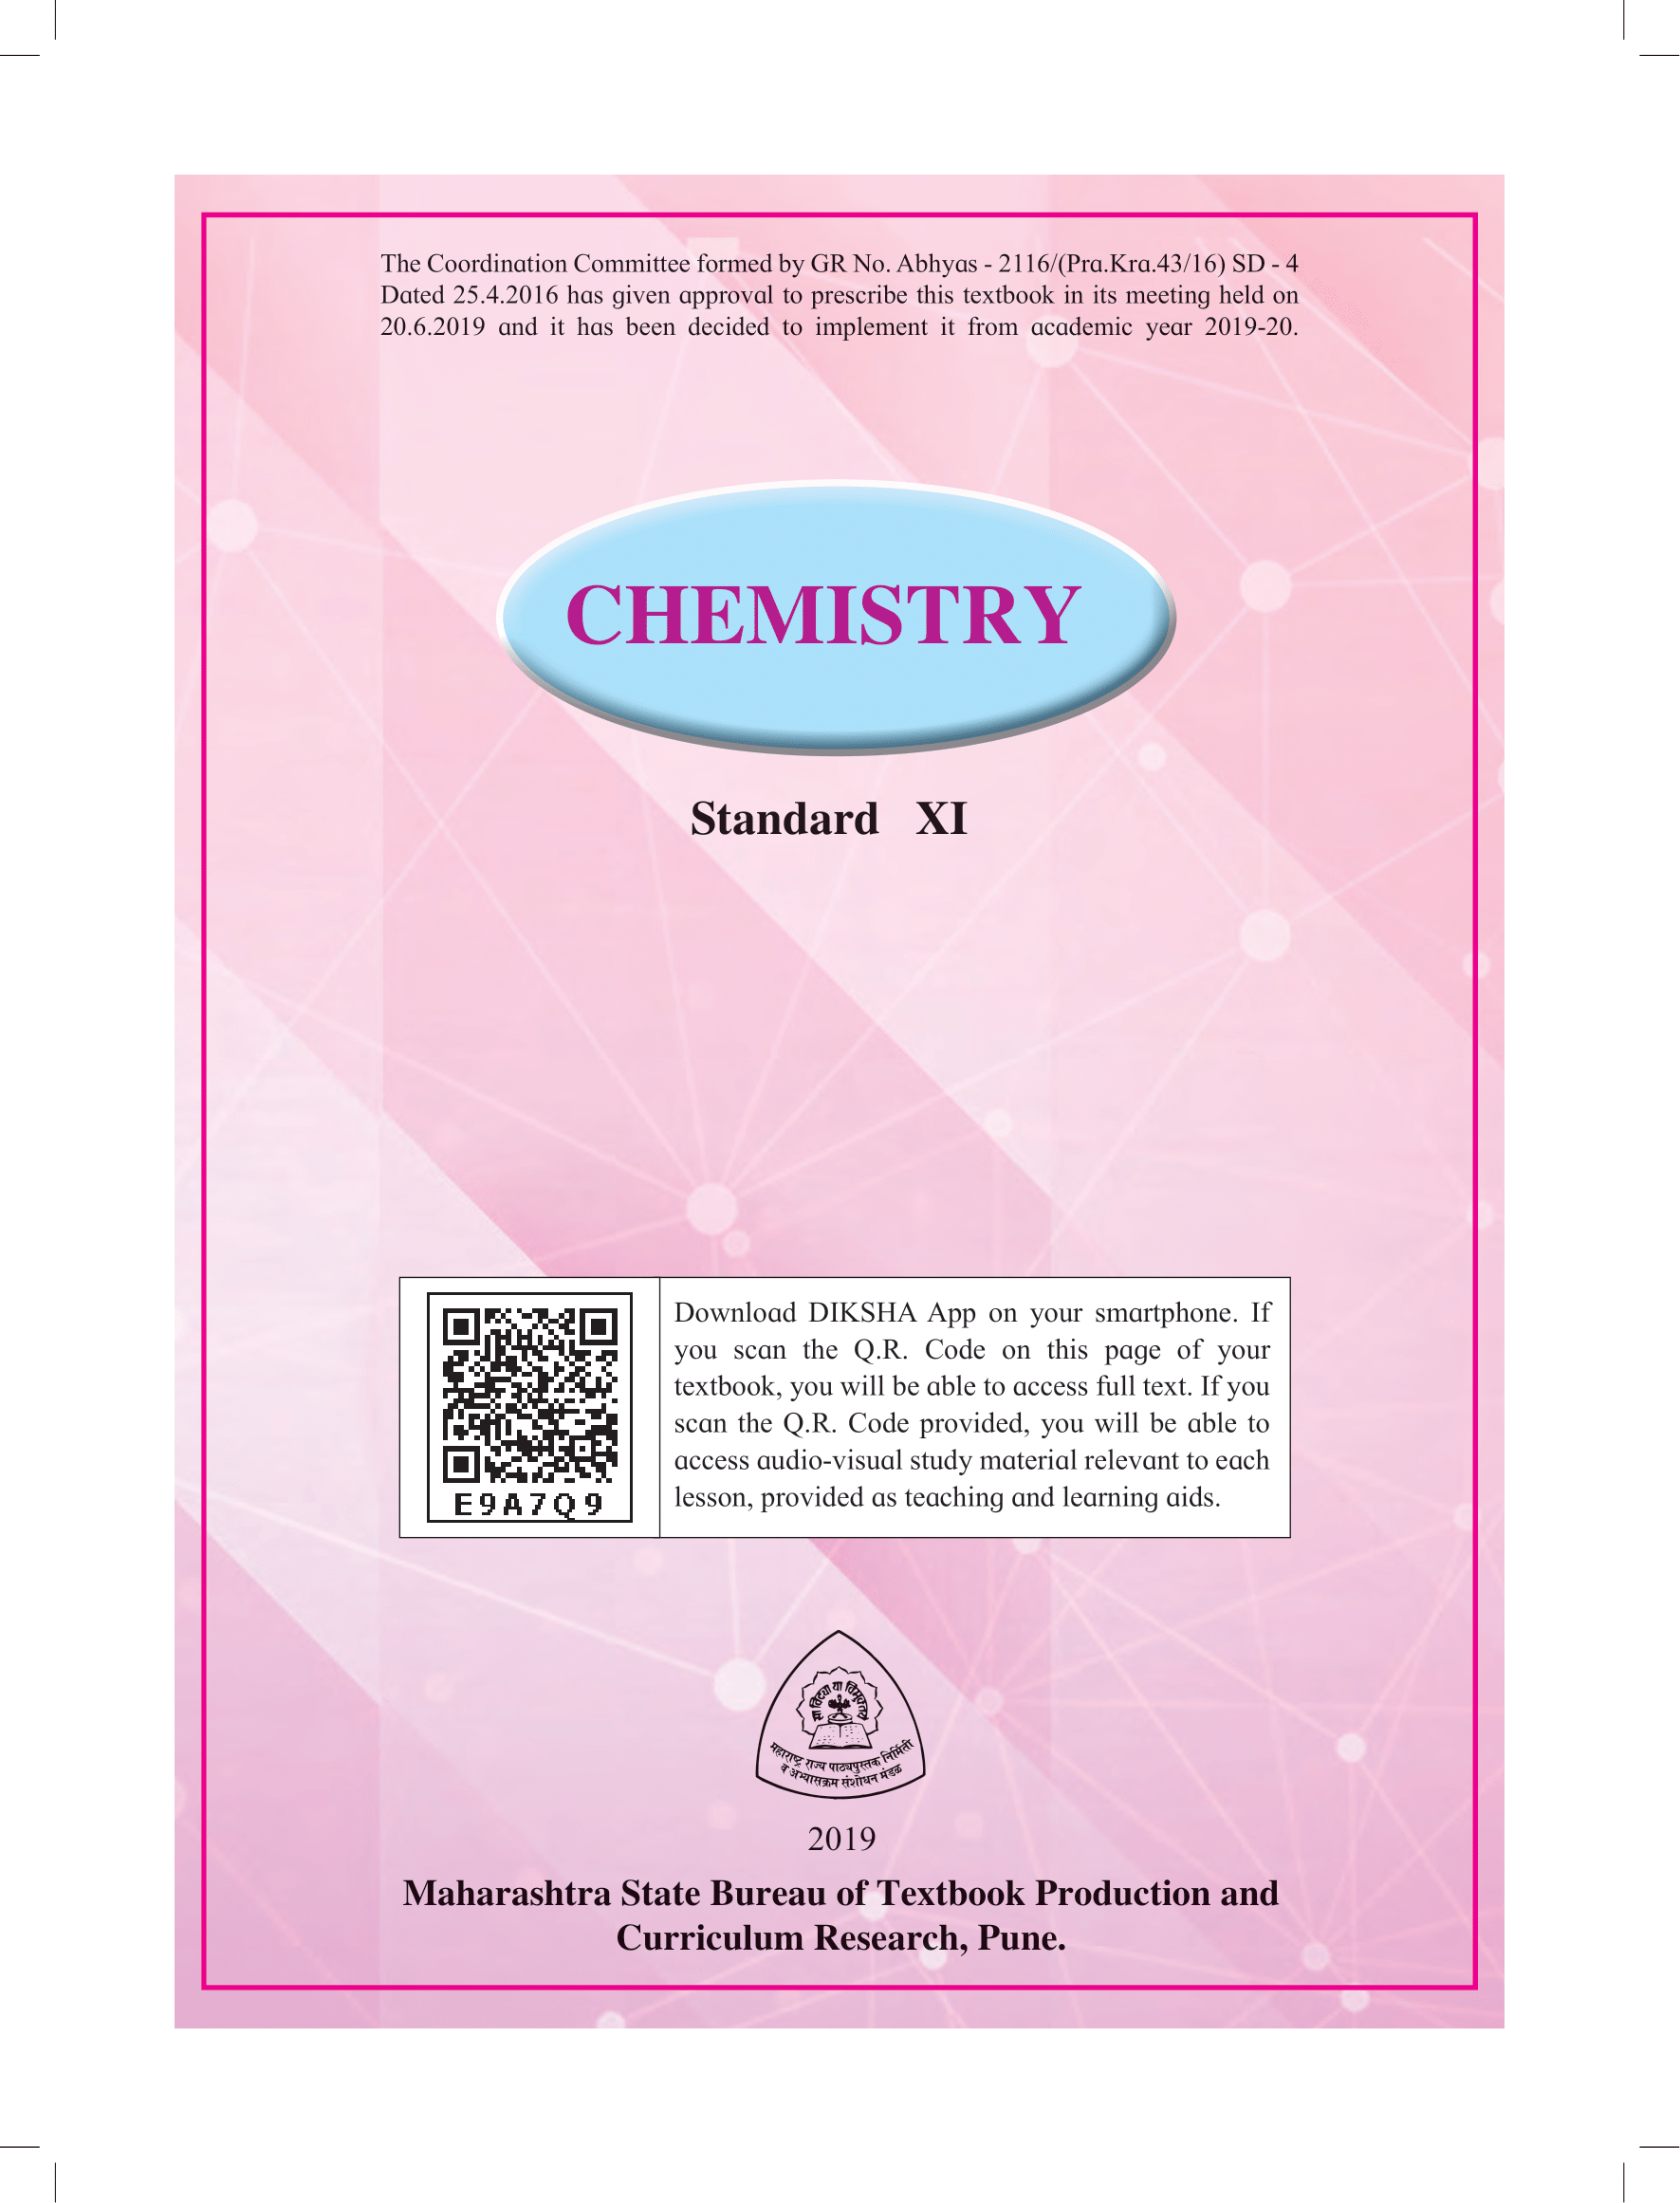 The Coordination Committee formed by GR No. Abhyas - 2116/(Pra.Kra.43/16) SD - 4
Dated 25.4.2016 has given approval to prescribe this textbook in its meeting held on
20.6.2019 and it has been decided to implement it from academic year 2019-20.
CHEMISTRY
Standard XI
E9A7Q9
Download DIKSHA App on your smartphone. If
you scan the Q.R. Code on this page of your
textbook, you will be able to access full text. If you
scan the Q.R. Code provided, you will be able to
access audio-visual study material relevant to each
lesson, provided as teaching and learning aids.
सा विद्या या विमुक्तये
महाराष्ट्र राज्य पाठ्यपुस्तक निर्मिती
व अभ्यासक्रम संशोधन मंडळ
2019
Maharashtra State Bureau of Textbook Production and
Curriculum Research, Pune.